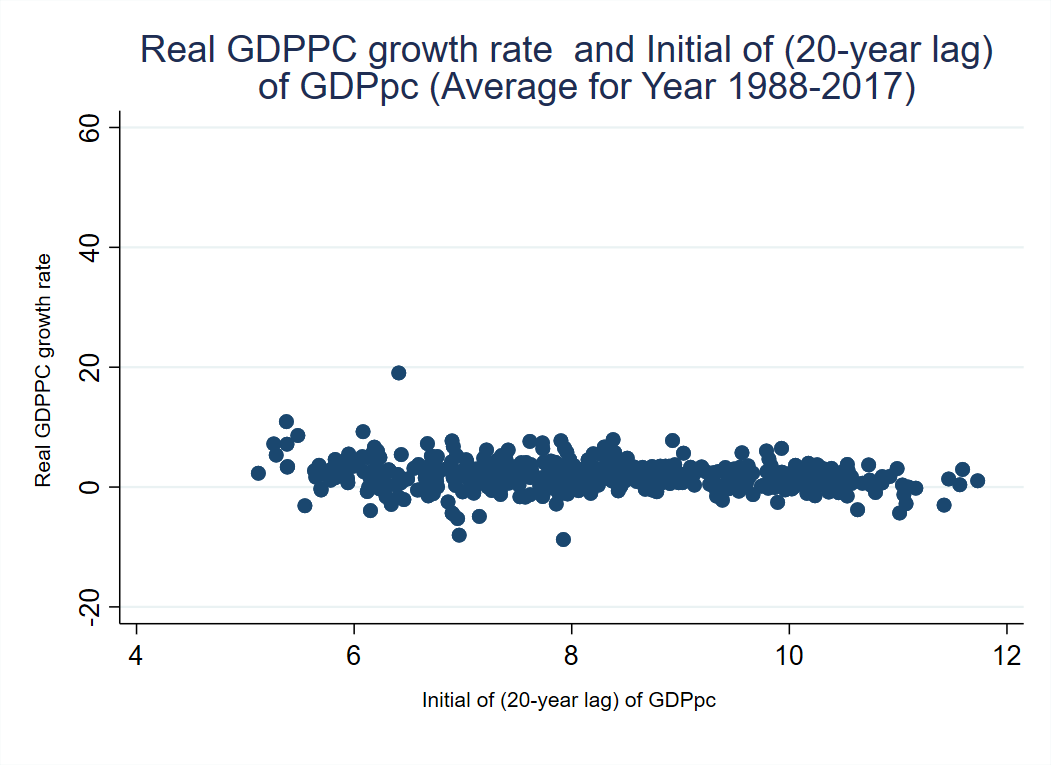 Real GDPPC growth rate  and Initial of (20-year lag)
of GDPpc (Average for Year 1988-2017)
60
40
20
0
-20
Real GDPPC growth rate
4
6
8
10
12
Initial of (20-year lag) of GDPpc